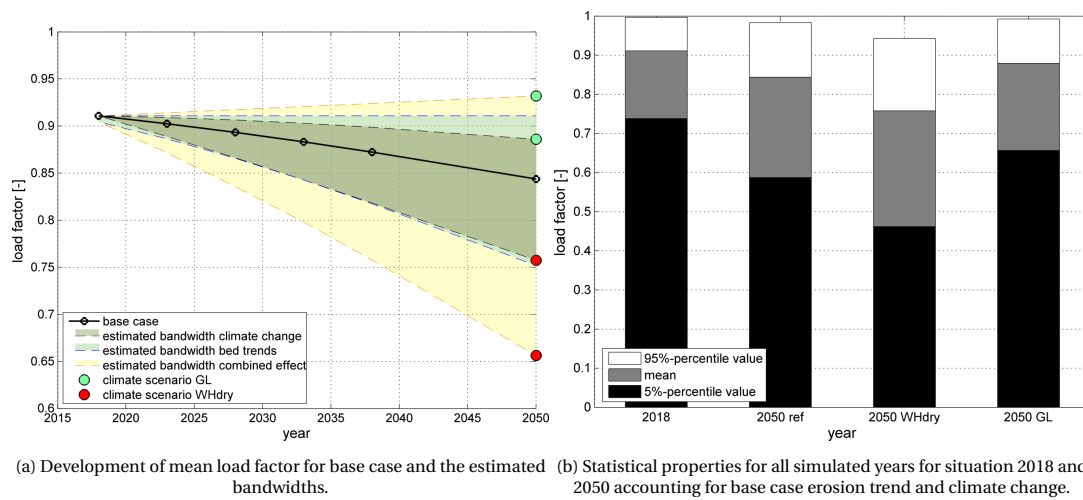 1
0.95
0.9
0.85
0.8
0.75
0.7
0.65
0.6
load factor [-]
2015 2020 2025 2030 2035 2040 2045 2050
year
base case
estimated bandwidth climate change
estimated bandwidth bed trends
estimated bandwidth combined effect
climate scenario GL
climate scenario WHdry
(a) Development of mean load factor for base case and the estimated
bandwidths.
1
0.9
0.8
0.7
0.6
0.5
0.4
0.3
0.2
0.1
0
load factor [-]
95%-percentile value
mean
5%-percentile value
2018 2050 ref 2050 WHdry 2050 GL
year
(b) Statistical properties for all simulated years for situation 2018 and
2050 accounting for base case erosion trend and climate change.